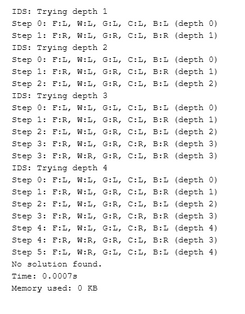 IDS: Trying depth 1
Step 0: F:L, W:L, G:L, C:L, B:L (depth 0)
Step 1: F:R, W:L, G:R, C:L, B:R (depth 1)
IDS: Trying depth 2
Step 0: F:L, W:L, G:L, C:L, B:L (depth 0)
Step 1: F:R, W:L, G:R, C:L, B:R (depth 1)
Step 2: F:L, W:L, G:R, C:L, B:L (depth 2)
IDS: Trying depth 3
Step 0: F:L, W:L, G:L, C:L, B:L (depth 0)
Step 1: F:R, W:L, G:R, C:L, B:R (depth 1)
Step 2: F:L, W:L, G:R, C:L, B:L (depth 2)
Step 3: F:R, W:L, G:R, C:R, B:R (depth 3)
Step 3: F:R, W:R, G:R, C:L, B:R (depth 3)
IDS: Trying depth 4
Step 0: F:L, W:L, G:L, C:L, B:L (depth 0)
Step 1: F:R, W:L, G:R, C:L, B:R (depth 1)
Step 2: F:L, W:L, G:R, C:L, B:L (depth 2)
Step 3: F:R, W:L, G:R, C:R, B:R (depth 3)
Step 4: F:L, W:L, G:L, C:R, B:L (depth 4)
Step 4: F:R, W:R, G:R, C:L, B:R (depth 3)
Step 5: F:L, W:R, G:L, C:L, B:L (depth 4)
No solution found.
Time: 0.0007s
Memory used: 0 KB